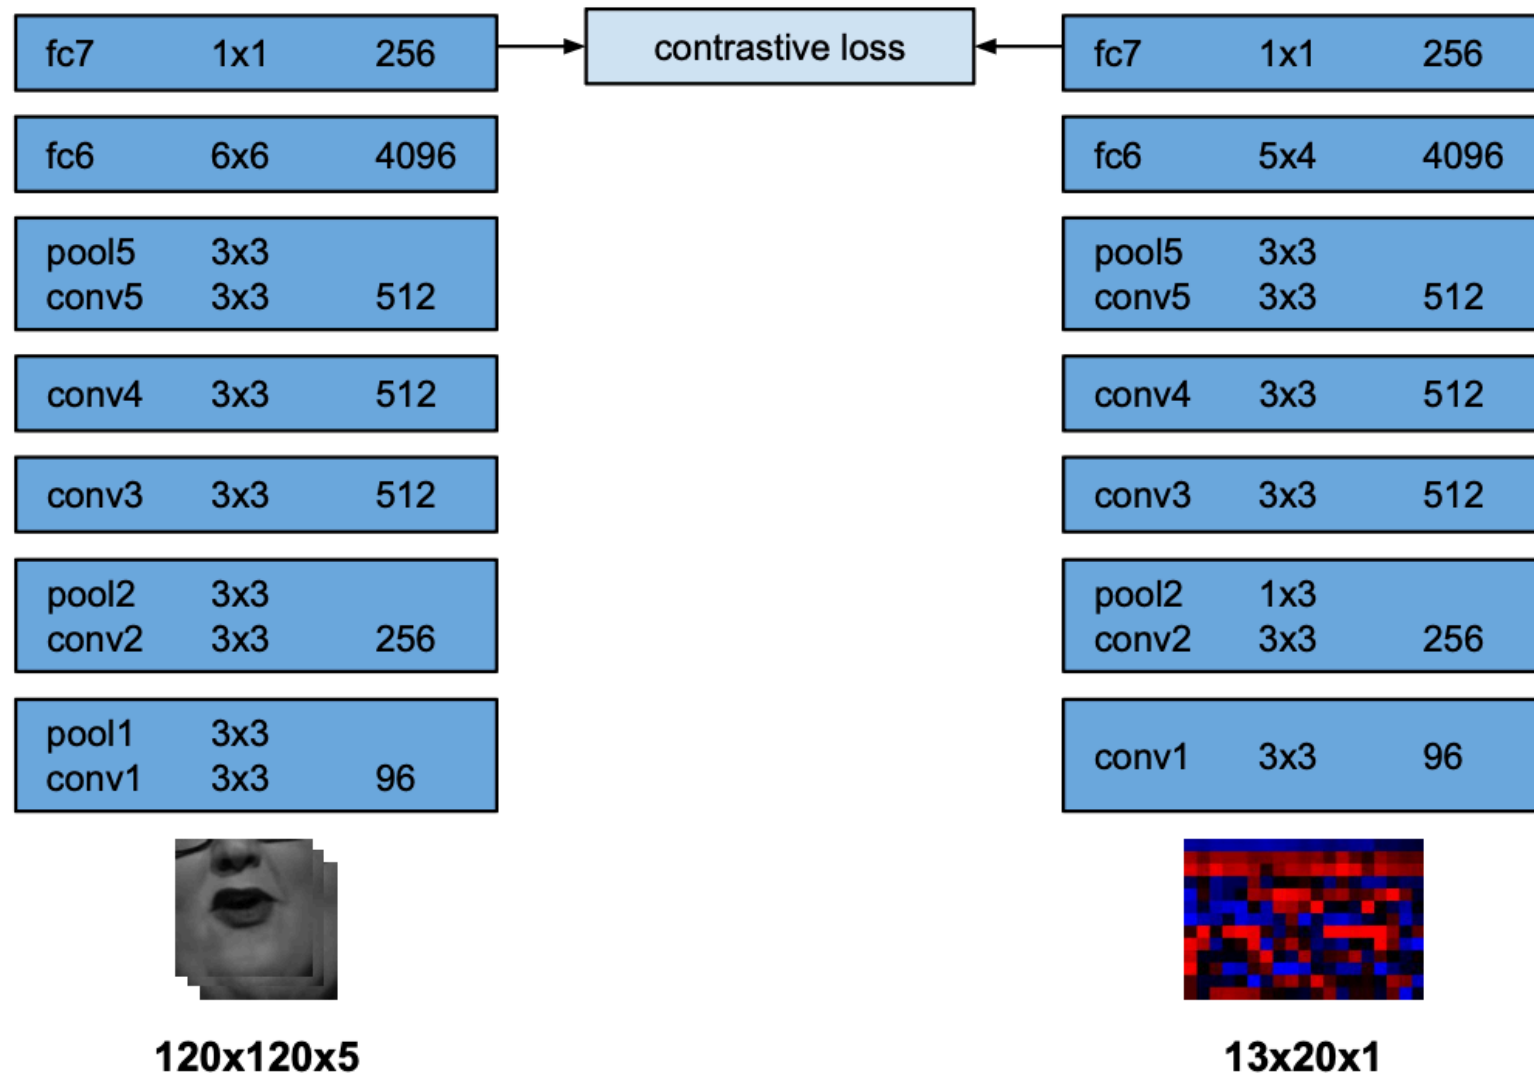 fc7 1x1 256
contrastive loss
fc7 1x1 256
fc6 6x6 4096
fc6 5x4 4096
pool5 3x3
conv5 3x3 512
pool5 3x3
conv5 3x3 512
conv4 3x3 512
conv4 3x3 512
conv3 3x3 512
conv3 3x3 512
pool2 3x3
conv2 3x3 256
pool2 1x3
conv2 3x3 256
pool1 3x3
conv1 3x3 96
conv1 3x3 96
120x120x5
13x20x1